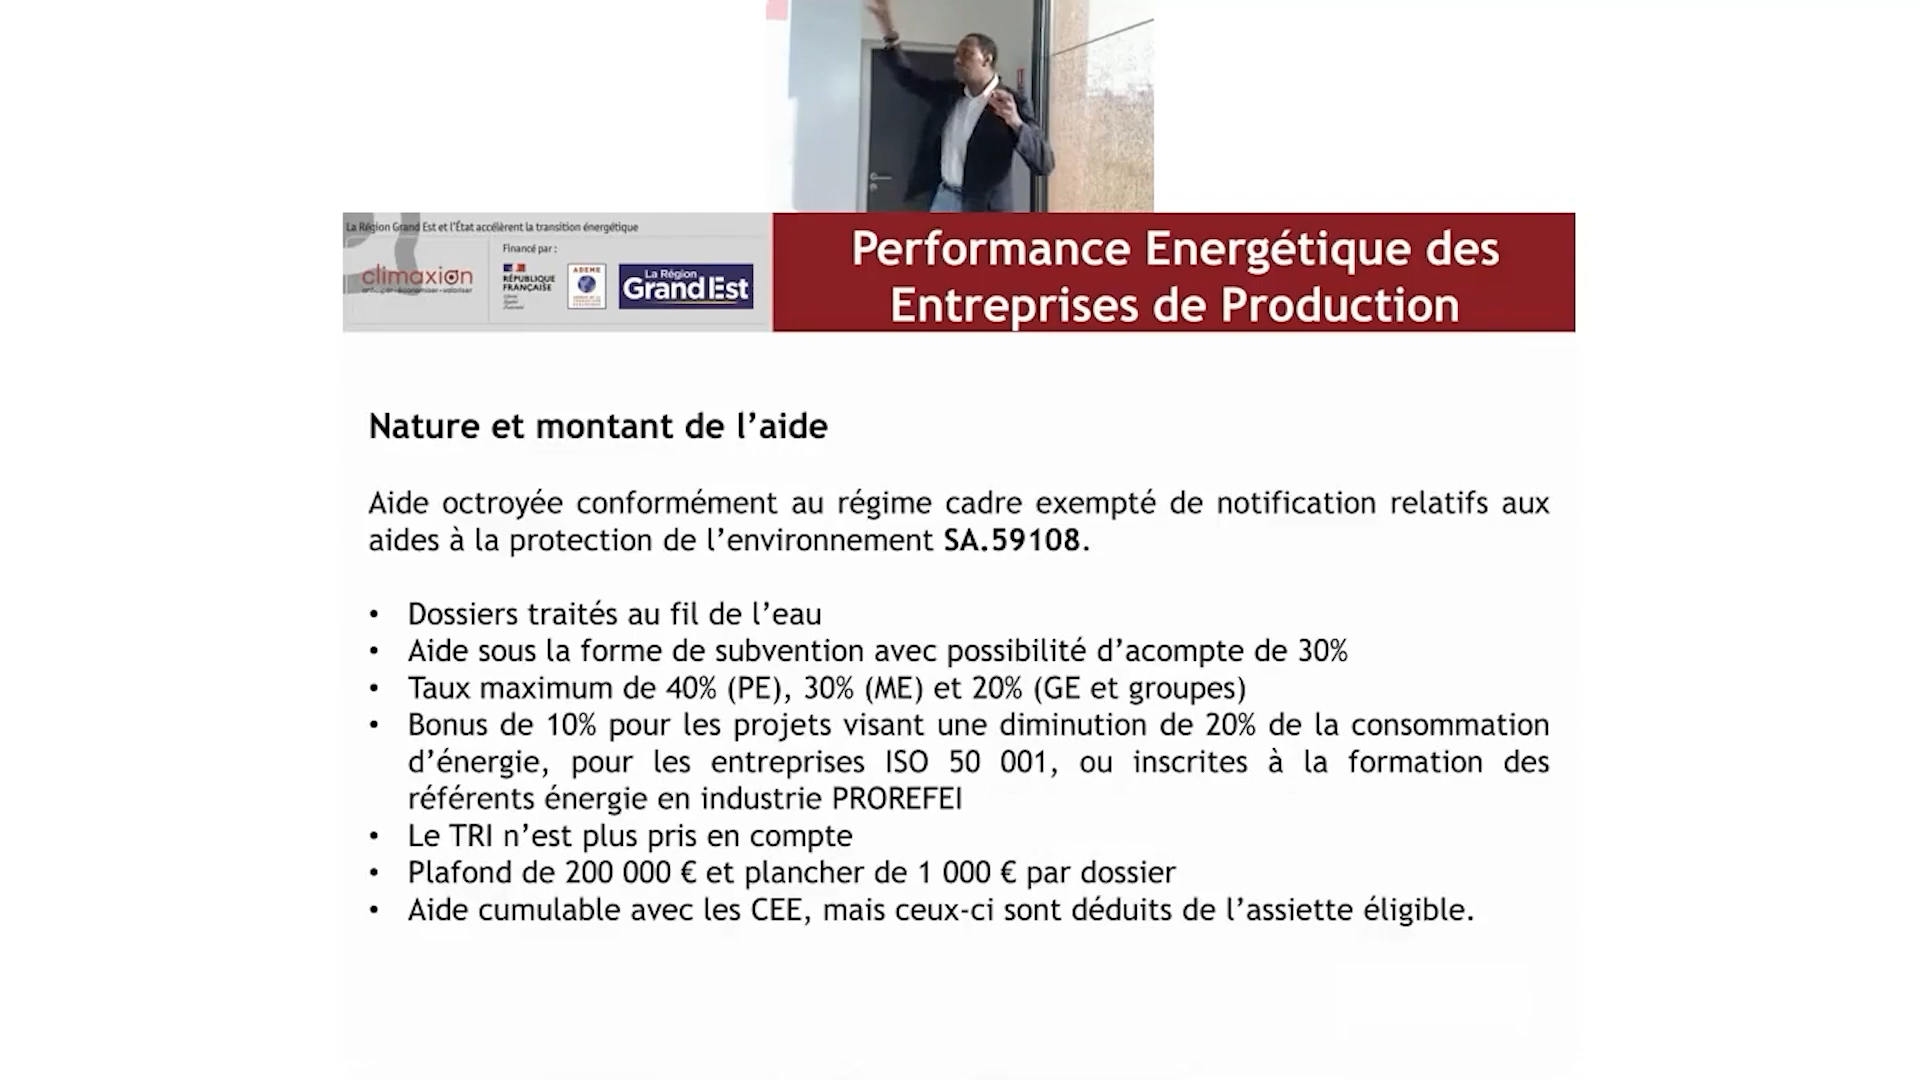 La Région Grand Est et l'État accélèrent la transition énergétique
Financé par :
climaxion
anticiper • économiser • valoriser
RÉPUBLIQUE
FRANÇAISE
Liberté
Égalité
Fraternité
ADEME
La Région
Grand Est
Performance Energétique des
Entreprises de Production
Nature et montant de l’aide
Aide octroyée conformément au régime cadre exempté de notification relatifs aux
aides à la protection de l’environnement SA.59108.
• Dossiers traités au fil de l’eau
• Aide sous la forme de subvention avec possibilité d’acompte de 30%
• Taux maximum de 40% (PE), 30% (ME) et 20% (GE et groupes)
• Bonus de 10% pour les projets visant une diminution de 20% de la consommation
d’énergie, pour les entreprises ISO 50 001, ou inscrites à la formation des
référents énergie en industrie PROREFEI
• Le TRI n’est plus pris en compte
• Plafond de 200 000 € et plancher de 1 000 € par dossier
• Aide cumulable avec les CEE, mais ceux-ci sont déduits de l’assiette éligible.